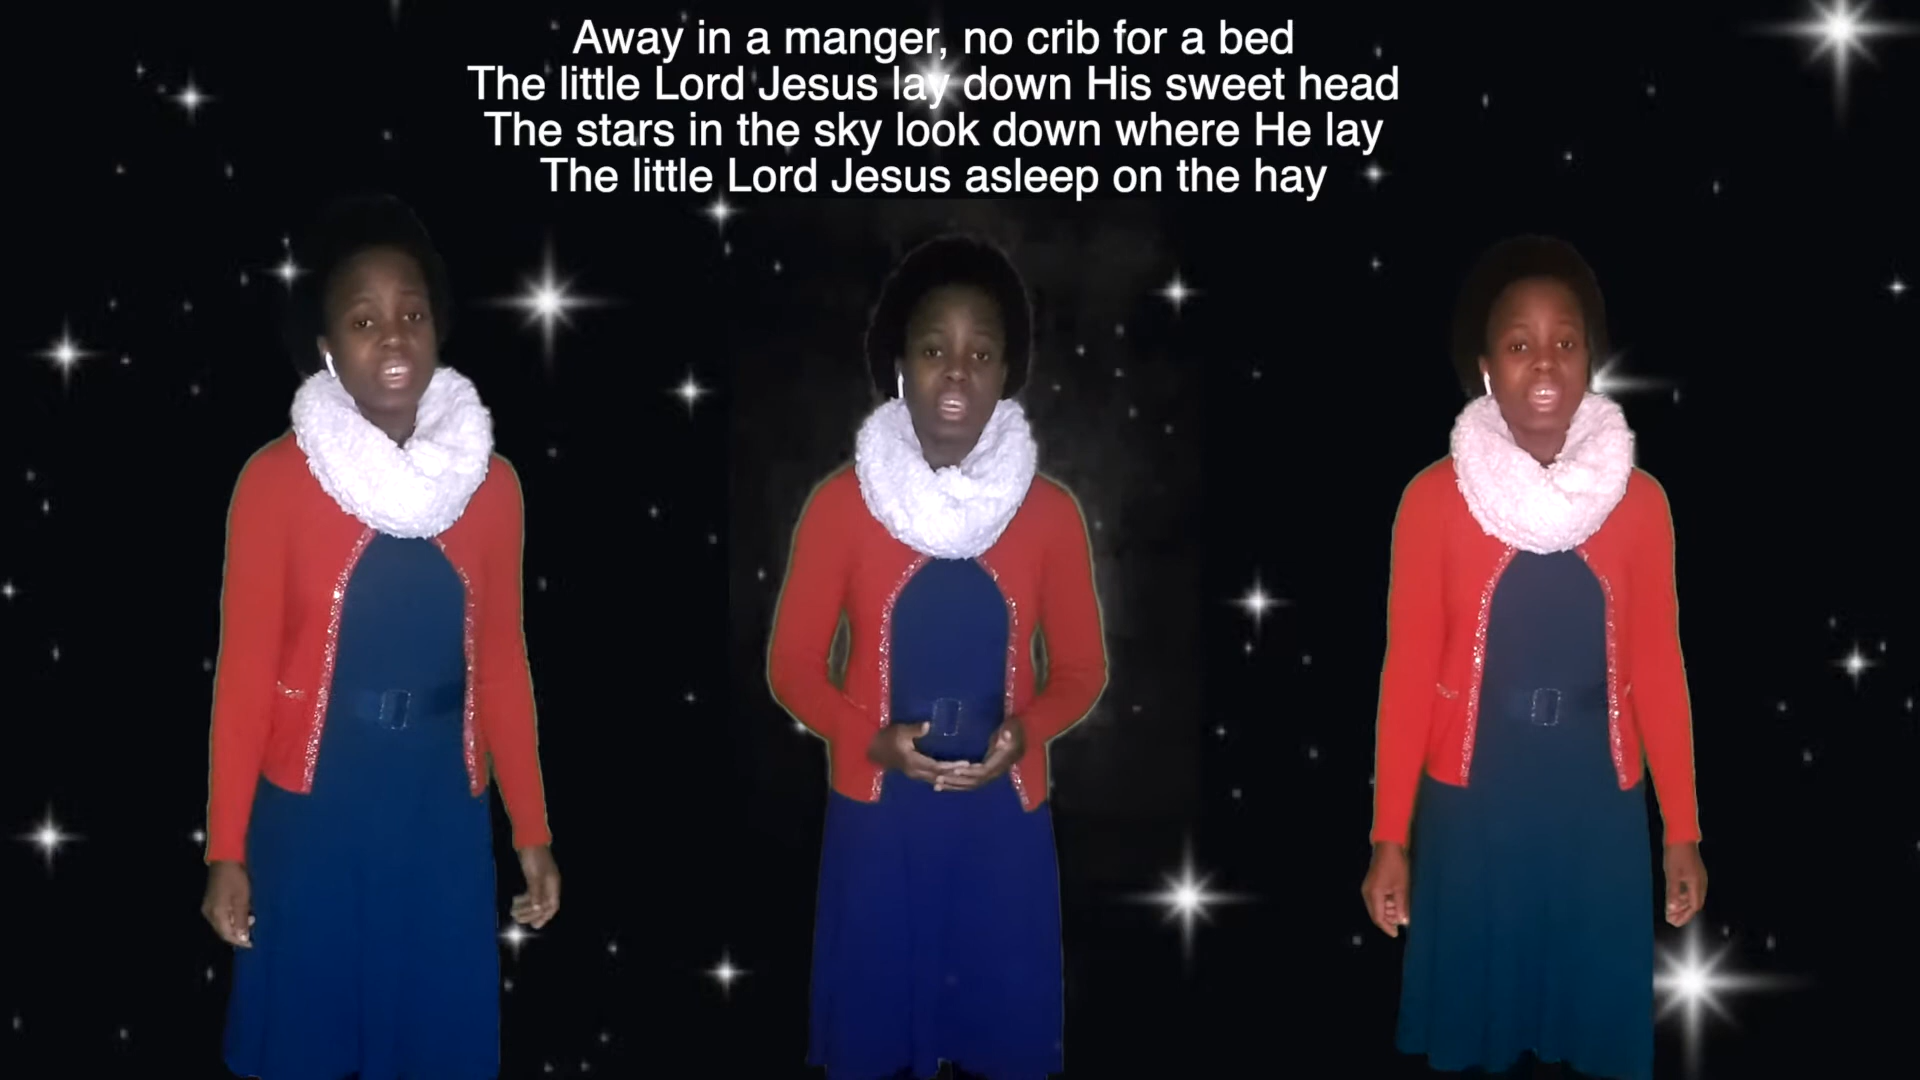 Away in a manger, no crib for a bed
The little Lord Jesus lay down His sweet head
The stars in the sky look down where He lay
The little Lord Jesus asleep on the hay